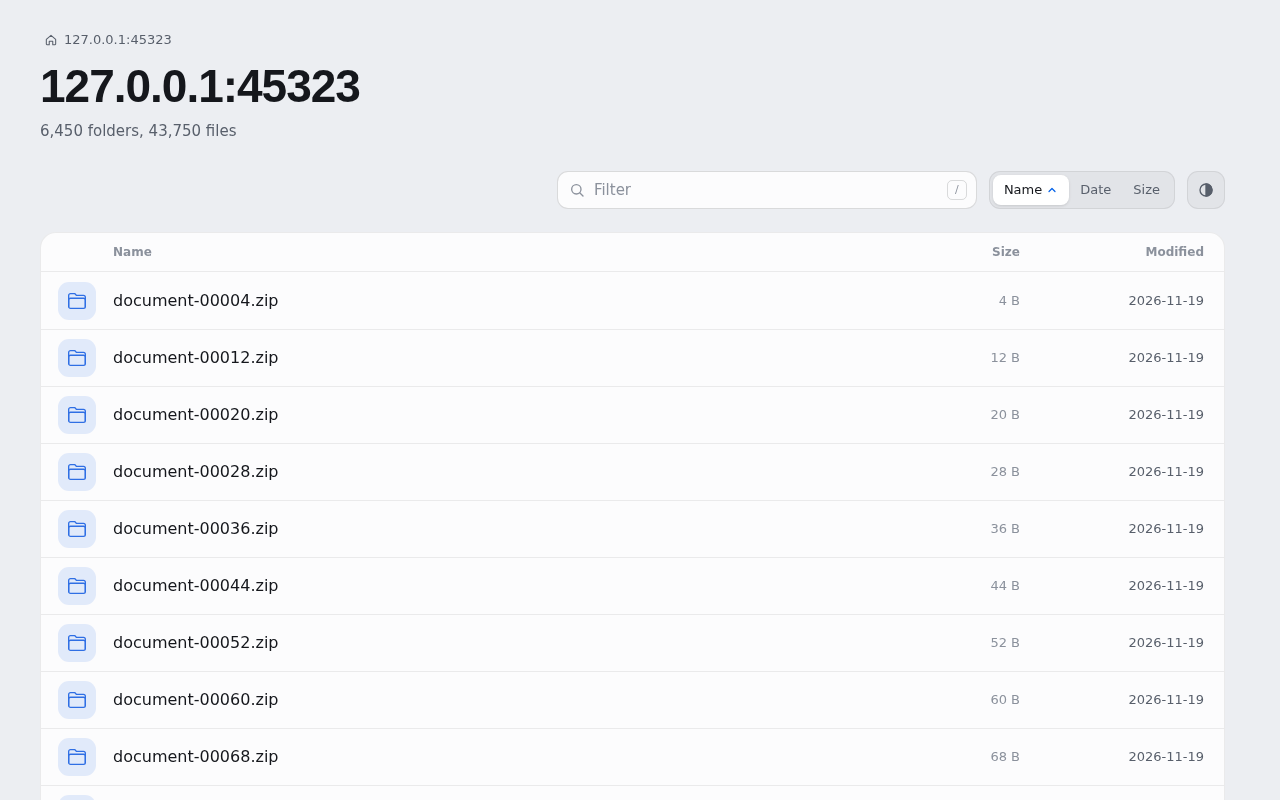 127.0.0.1:45323
127.0.0.1:45323
6,450 folders, 43,750 files
Filter /
Name Date Size
Name Size Modified
document-00004.zip 4 B 2026-11-19
document-00012.zip 12 B 2026-11-19
document-00020.zip 20 B 2026-11-19
document-00028.zip 28 B 2026-11-19
document-00036.zip 36 B 2026-11-19
document-00044.zip 44 B 2026-11-19
document-00052.zip 52 B 2026-11-19
document-00060.zip 60 B 2026-11-19
document-00068.zip 68 B 2026-11-19